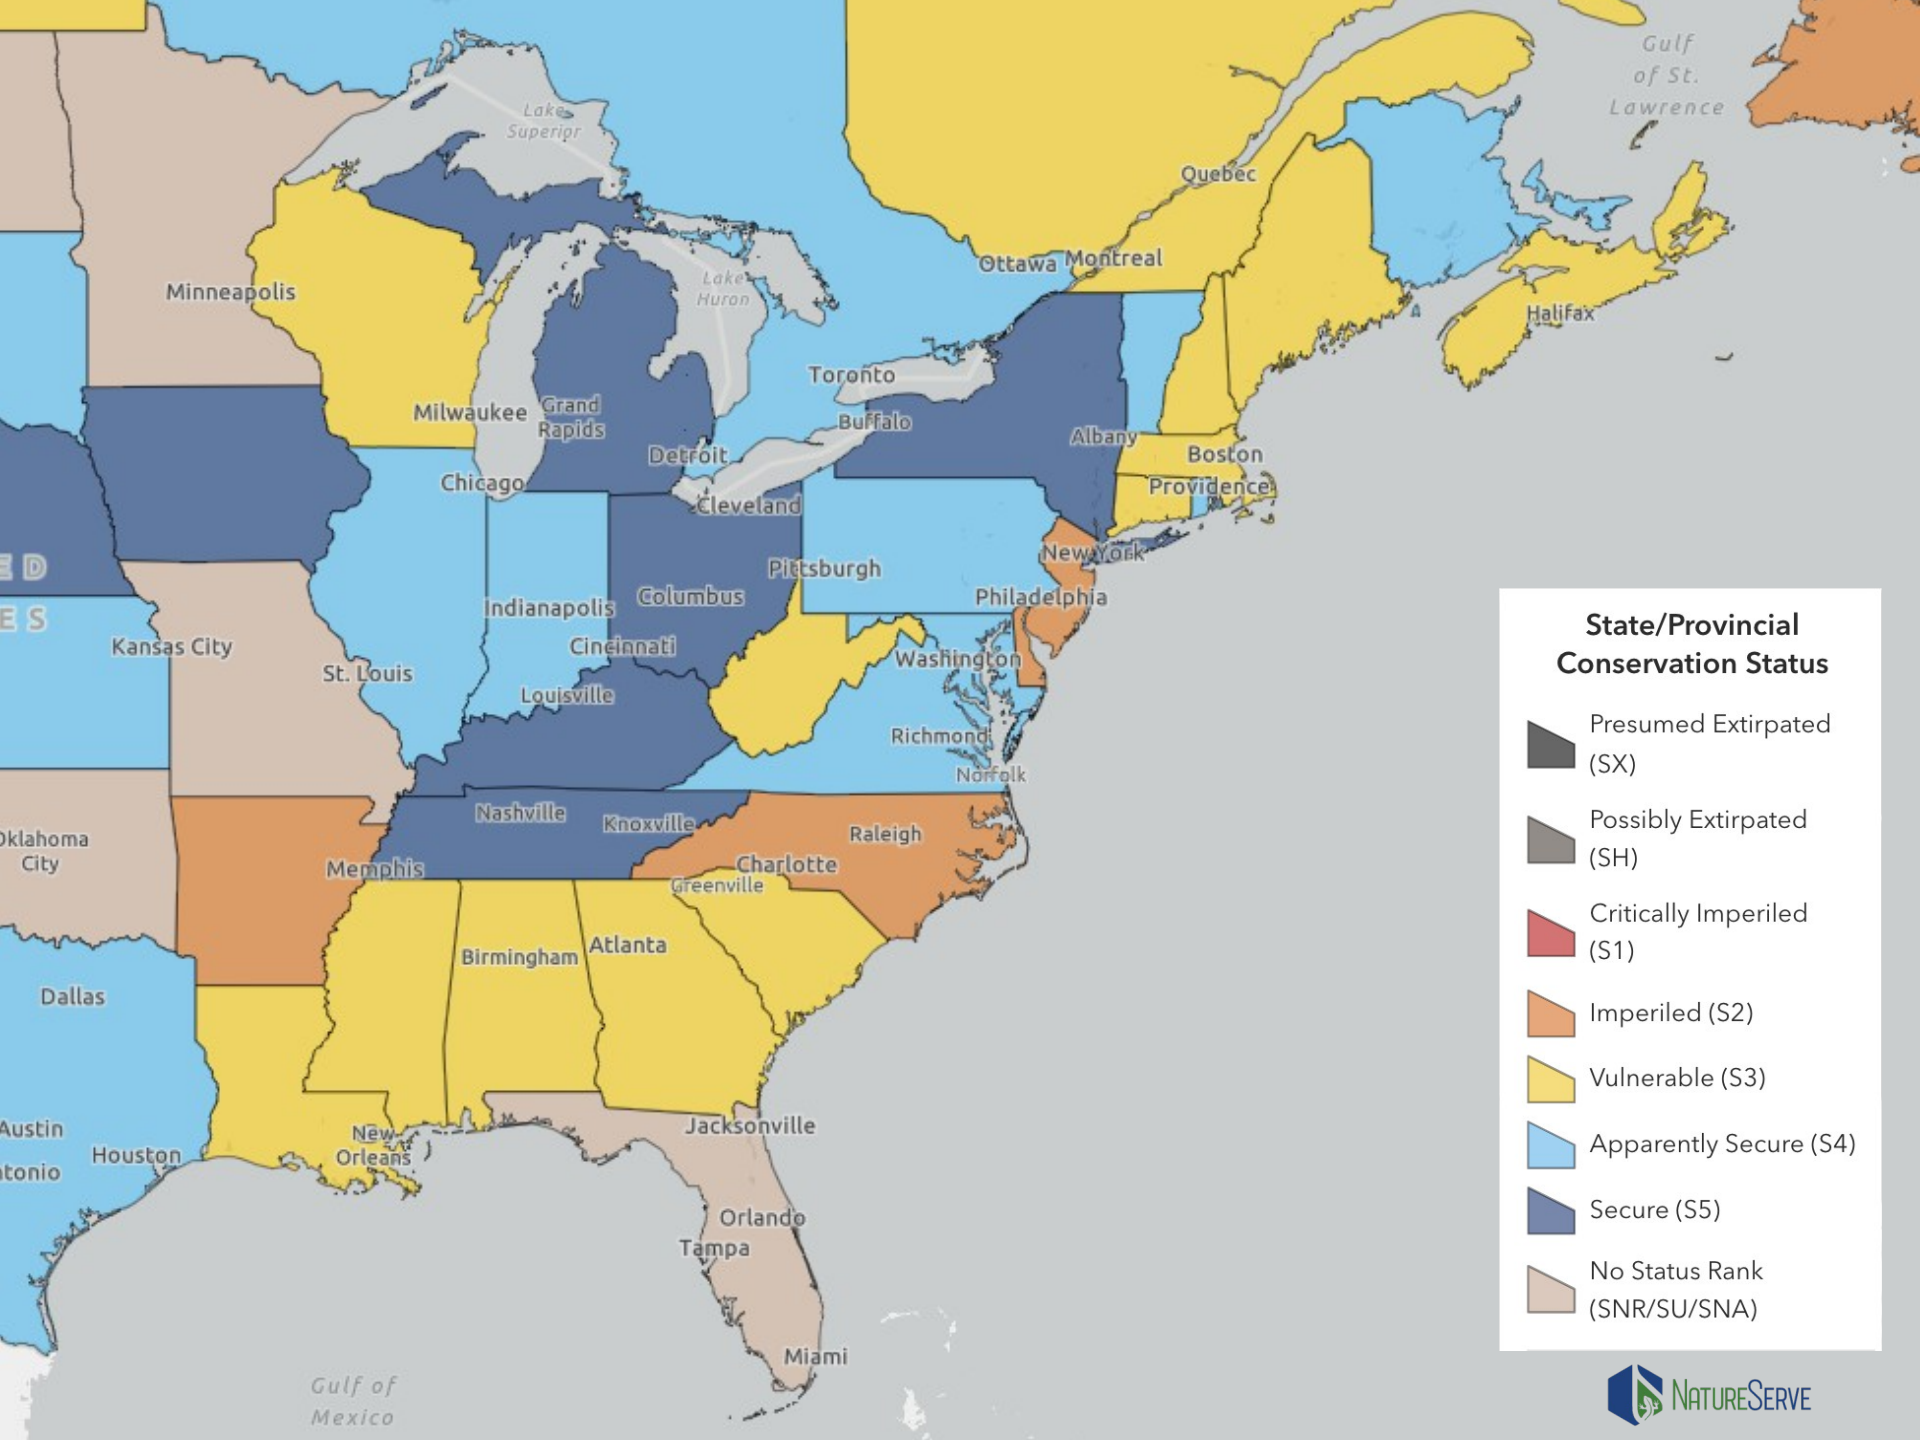 Gulf
of St.
Lawrence
Lake
Superior
Quebec
Ottawa
Montreal
Minneapolis
Lake
Huron
Halifax
Toronto
Milwaukee
Grand
Rapids
Buffalo
Albany
Detroit
Boston
Chicago
Providence
Cleveland
New York
E D
Pittsburgh
Columbus
Philadelphia
Indianapolis
E S
Kansas City
Cincinnati
Washington
St. Louis
Louisville
Richmond
Norfolk
Nashville
Knoxville
Raleigh
Oklahoma
City
Memphis
Charlotte
Greenville
Birmingham
Atlanta
Dallas
Austin
Jacksonville
New
Orleans
Houston
tonio
Orlando
Tampa
Miami
Gulf of
Mexico
State/Provincial
Conservation Status
Presumed Extirpated
(SX)
Possibly Extirpated
(SH)
Critically Imperiled
(S1)
Imperiled (S2)
Vulnerable (S3)
Apparently Secure (S4)
Secure (S5)
No Status Rank
(SNR/SU/SNA)
NATURESERVE